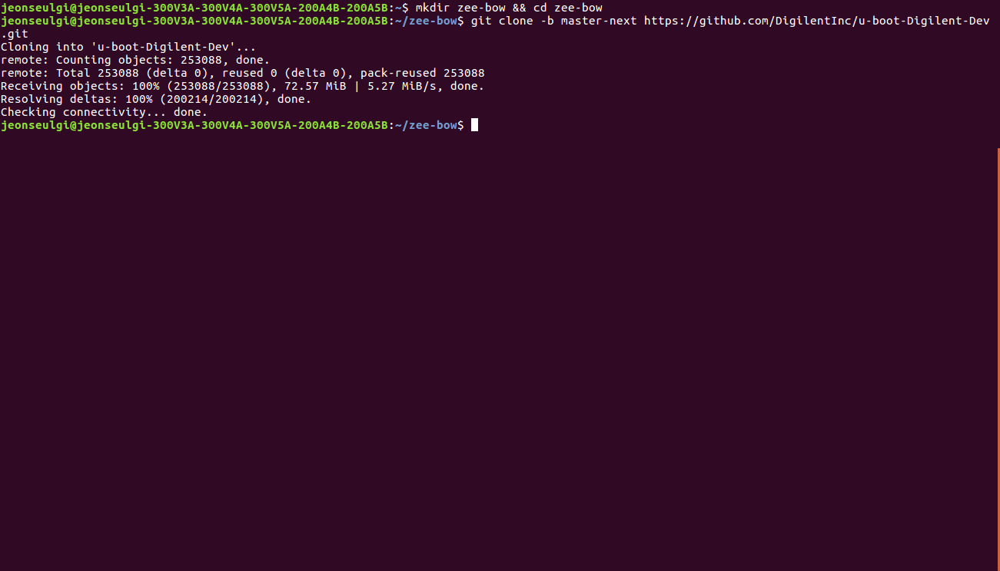 jeonseulgi@jeonseulgi-300V3A-300V4A-300V5A-200A4B-200A5B:~$ mkdir zee-bow && cd zee-bow
jeonseulgi@jeonseulgi-300V3A-300V4A-300V5A-200A4B-200A5B:~/zee-bow$ git clone -b master-next https://github.com/DigilentInc/u-boot-Digilent-Dev
.git
Cloning into 'u-boot-Digilent-Dev'...
remote: Counting objects: 253088, done.
remote: Total 253088 (delta 0), reused 0 (delta 0), pack-reused 253088
Receiving objects: 100% (253088/253088), 72.57 MiB | 5.27 MiB/s, done.
Resolving deltas: 100% (200214/200214), done.
Checking connectivity... done.
jeonseulgi@jeonseulgi-300V3A-300V4A-300V5A-200A4B-200A5B:~/zee-bow$